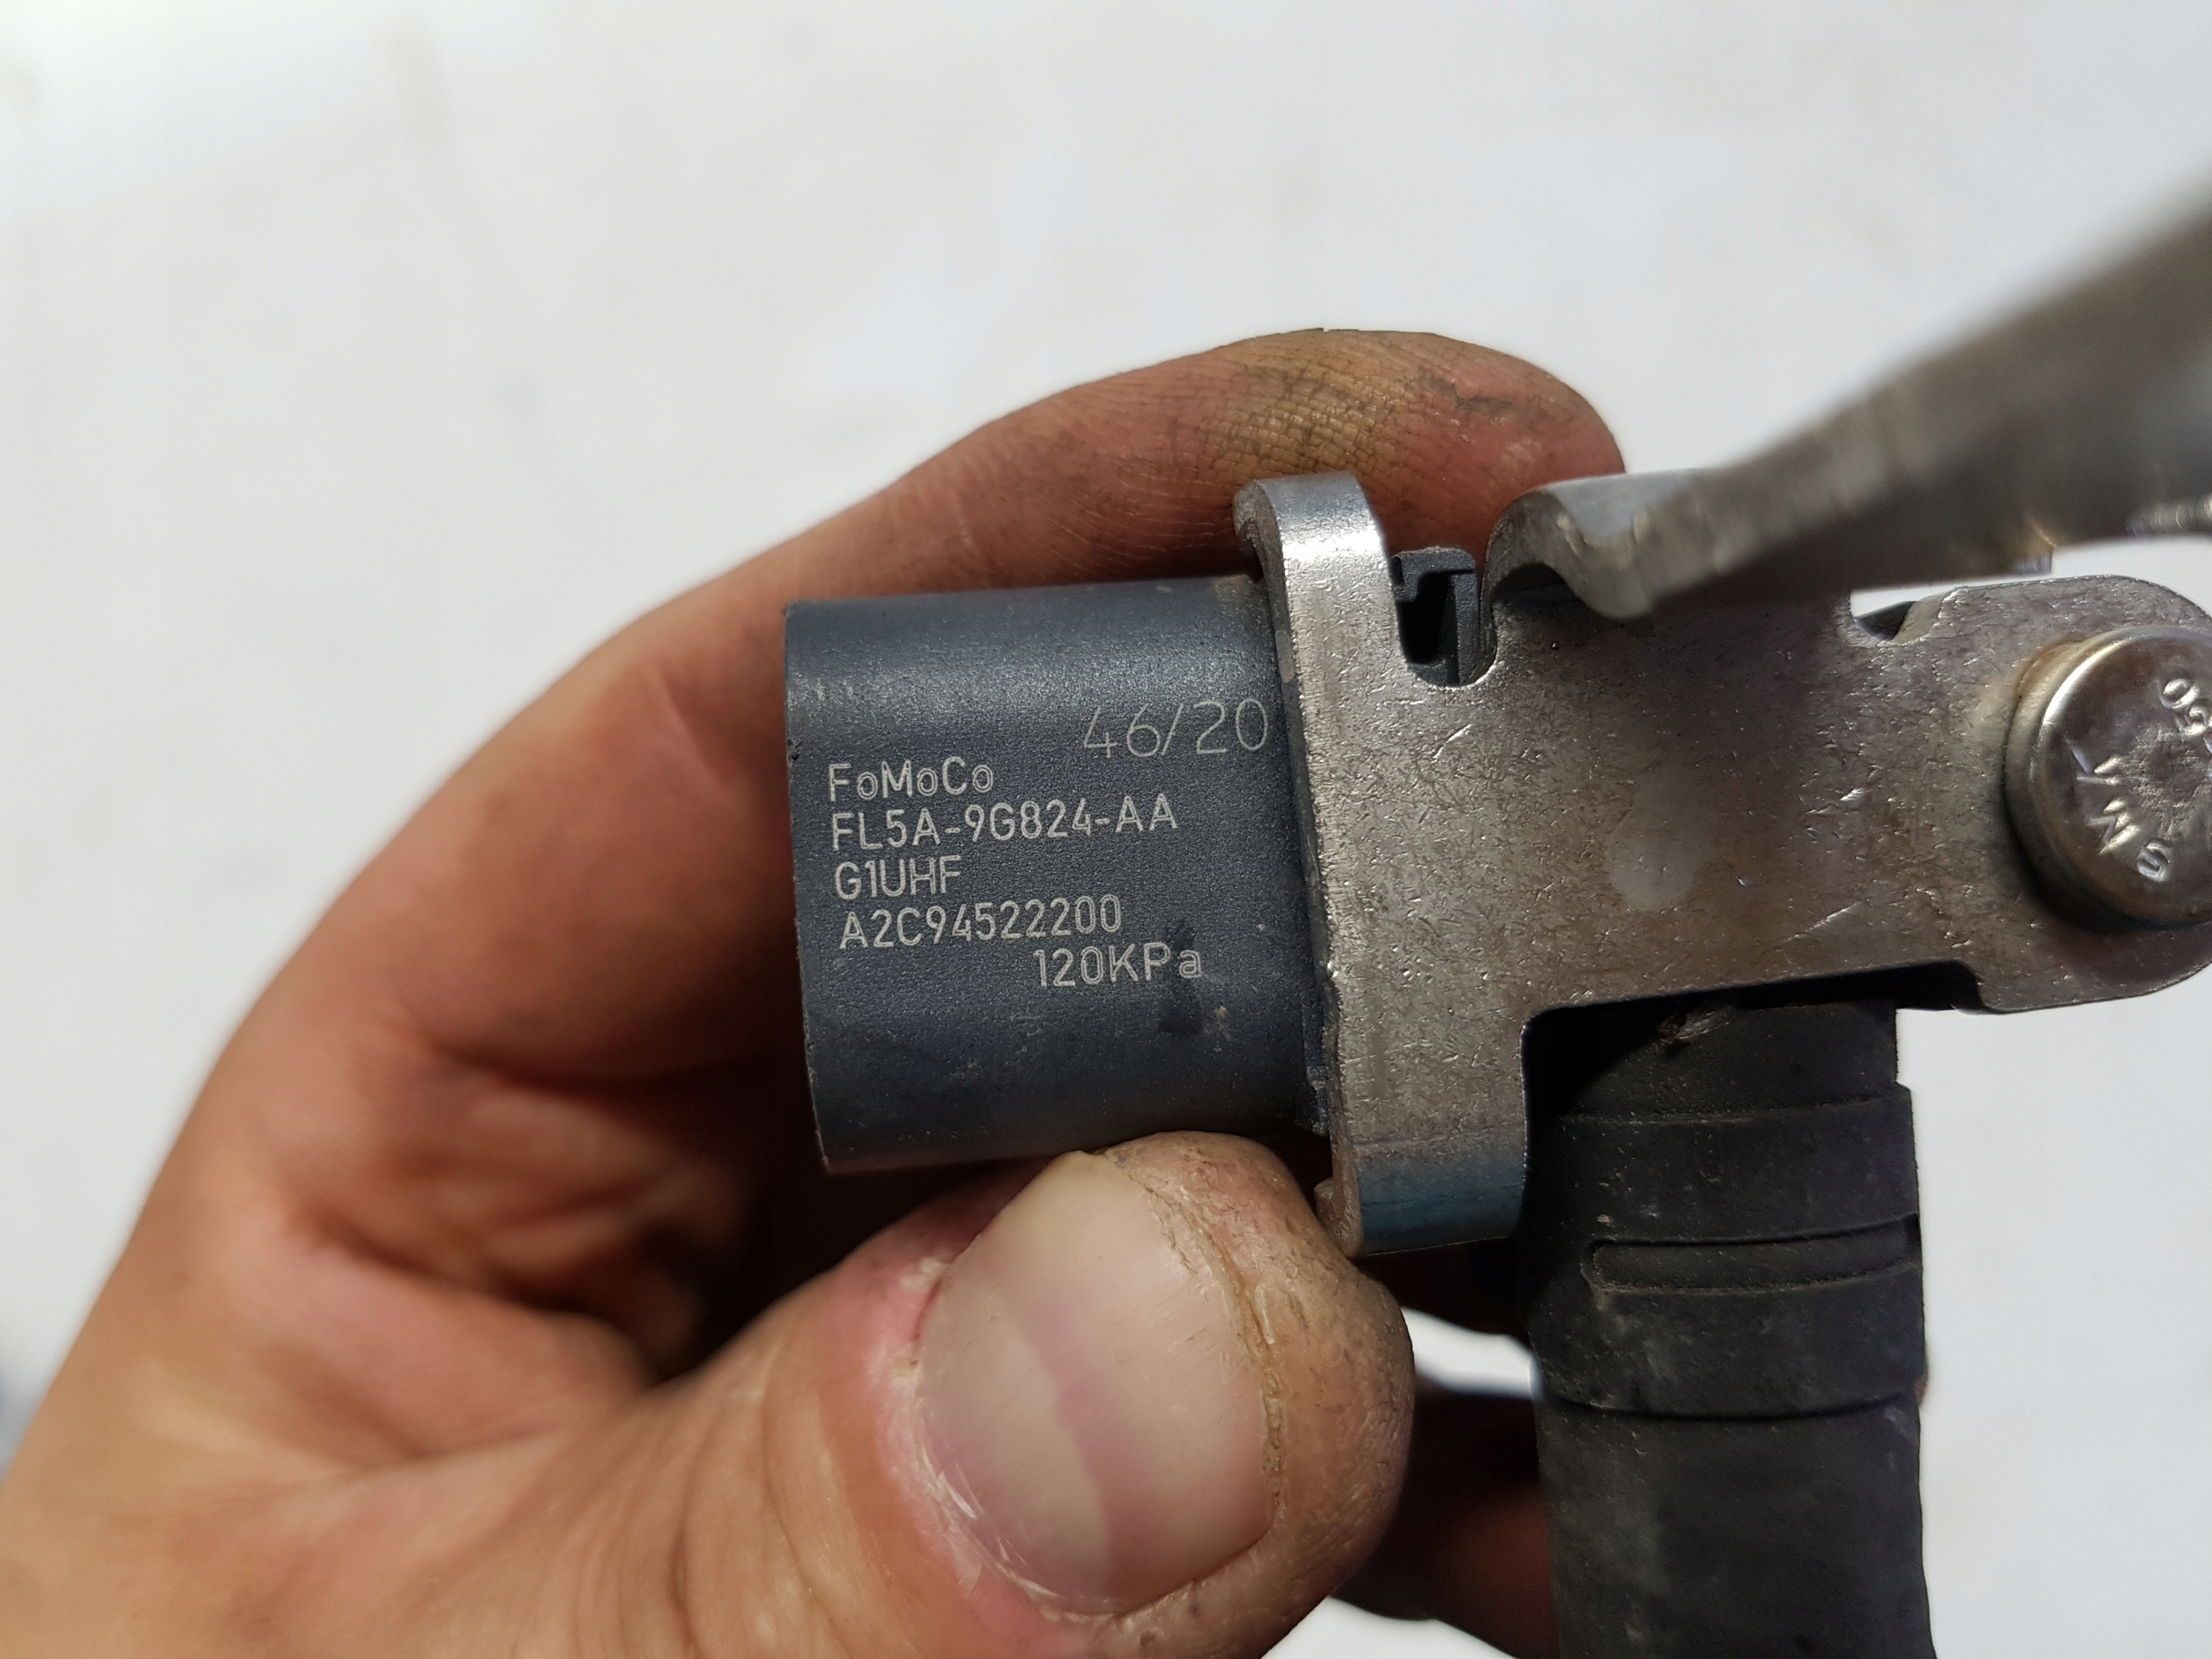 46/20
FoMoCo
FL5A-9G824-AA
G1UHF
A2C94522200
120KPa